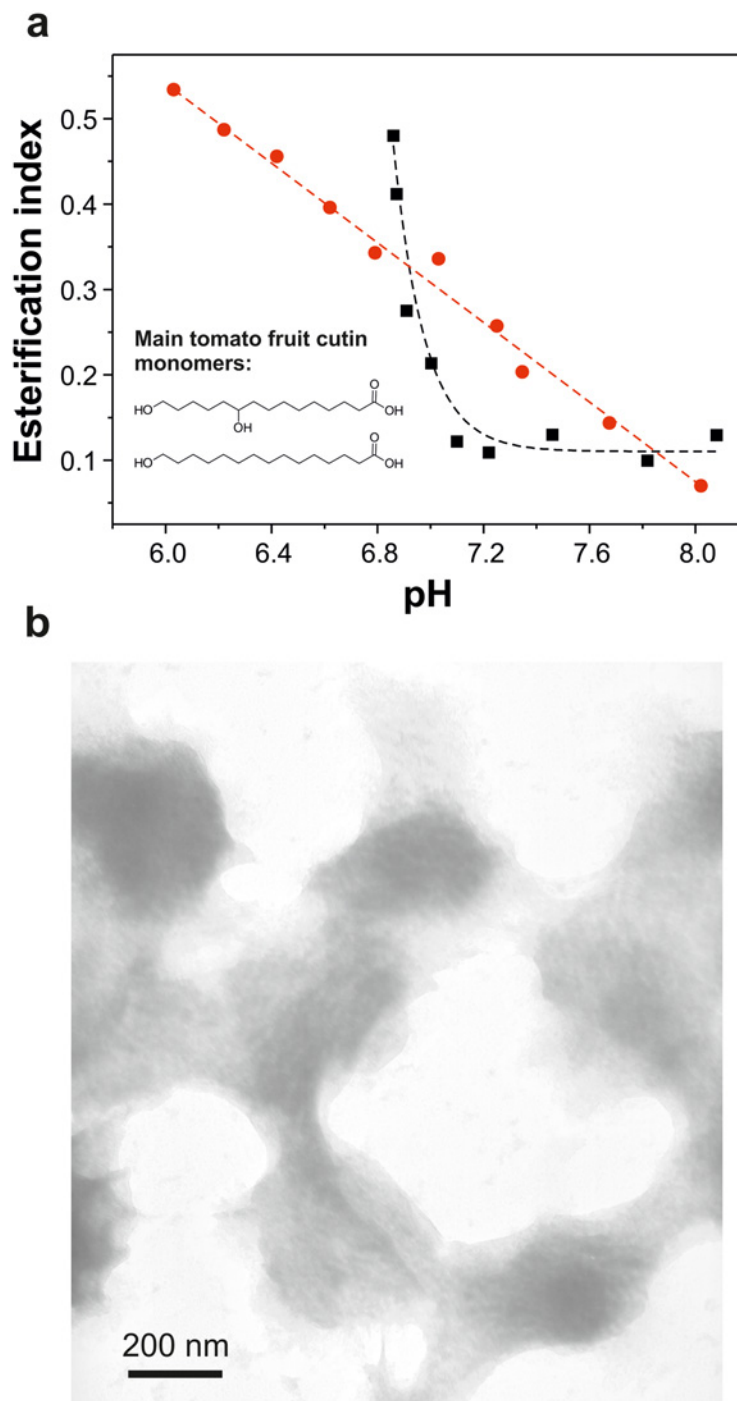 a
Esterification index
0.5
0.4
0.3
0.2
0.1
Main tomato fruit cutin
monomers:
HO
OH
O
OH
HO
O
OH
6.0 6.4 6.8 7.2 7.6 8.0
pH
b
200 nm